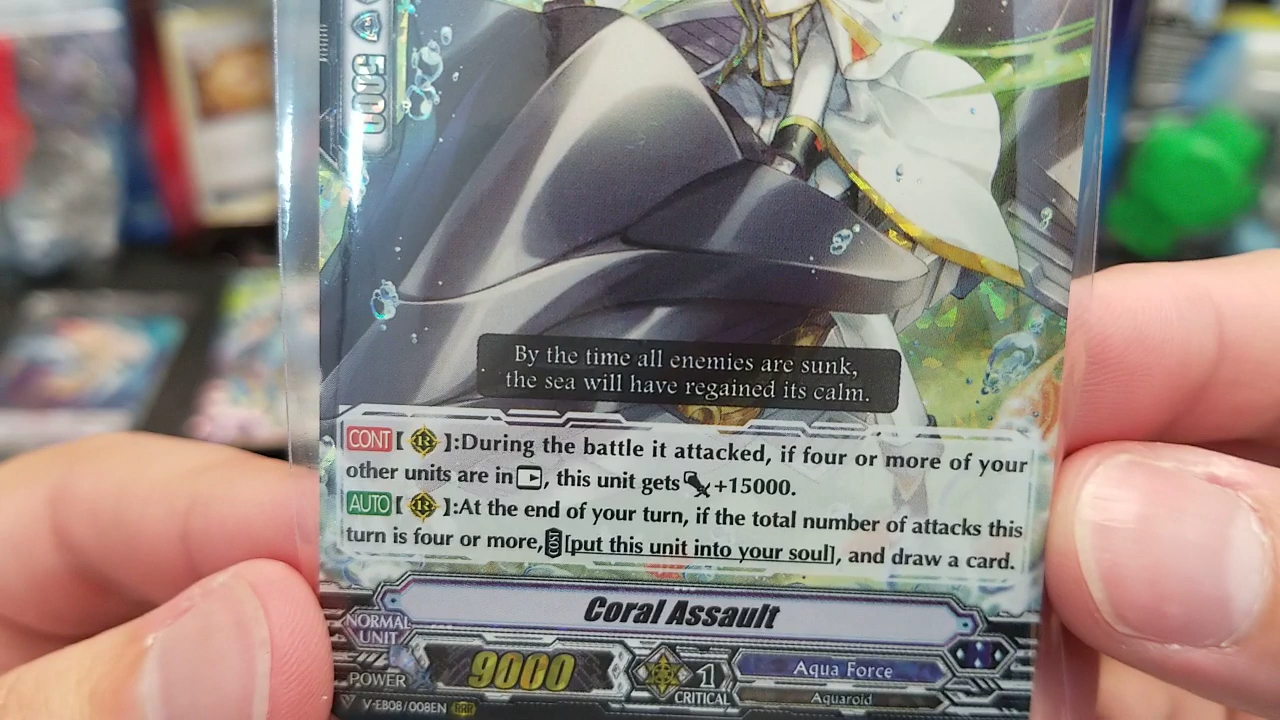 5000
By the time all enemies are sunk,
the sea will have regained its calm.
CONT [ R ]:During the battle it attacked, if four or more of your
other units are in , this unit gets +15000.
AUTO [ R ]:At the end of your turn, if the total number of attacks this
turn is four or more, COST [put this unit into your soul], and draw a card.
Coral Assault
NORMAL
UNIT
POWER 9000 1 CRITICAL
Aqua Force
Aquaroid
V-EB08/008EN RRR